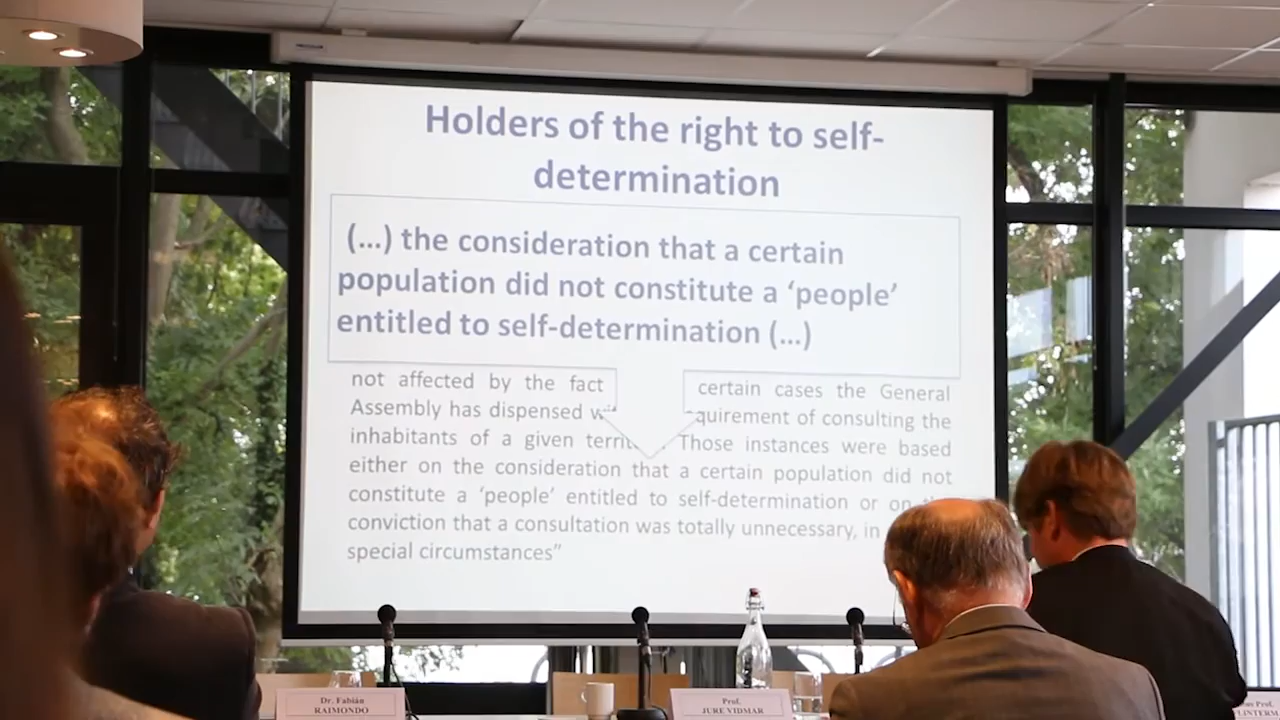 Holders of the right to self-
determination
(...) the consideration that a certain
population did not constitute a ‘people’
entitled to self-determination (...)
not affected by the fact certain cases the General
Assembly has dispensed quirement of consulting the
inhabitants of a given Those instances were based
either on the consideration that a certain population did not
constitute a ‘people’ entitled to self-determination or on
conviction that a consultation was totally unnecessary, in
special circumstances”
Dr. Fabián
RAIMONDO
Prof.
JURE VIDMAR
Prof.